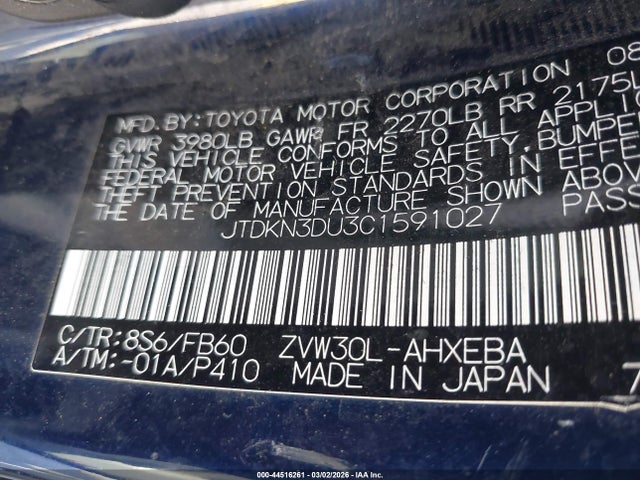 MFD.BY:TOYOTA MOTOR CORPORATION 08
GVWR 3980LB GAWR FR 2270LB RR 2175L
THIS VEHICLE CONFORMS TO ALL APPLIC
FEDERAL MOTOR VEHICLE SAFETY,BUMPE
THEFT PREVENTION STANDARDS IN EFFE
THE DATE OF MANUFACTURE SHOWN ABOV
JTDKN3DU3C1591027 PASS
C/TR:8S6/FB60 ZVW30L-AHXEBA
A/TM:-01A/P410 MADE IN JAPAN 7
000-44516261 - 03/02/2026 - IAA Inc.